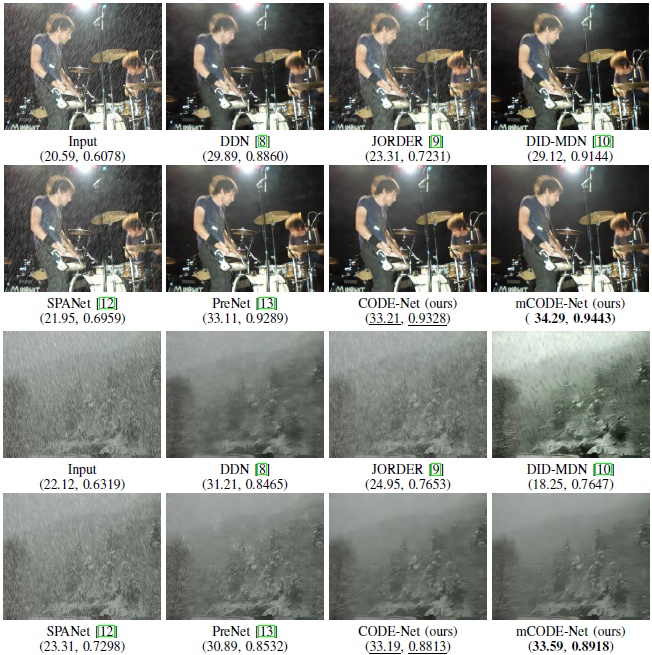 Input DDN [8] JORDER [9] DID-MDN [10]
(20.59, 0.6078) (29.89, 0.8860) (23.31, 0.7231) (29.12, 0.9144)
SPANet [12] PreNet [13] CODE-Net (ours) mCODE-Net (ours)
(21.95, 0.6959) (33.11, 0.9289) (33.21, 0.9328) ( 34.29, 0.9443)
Input DDN [8] JORDER [9] DID-MDN [10]
(22.12, 0.6319) (31.21, 0.8465) (24.95, 0.7653) (18.25, 0.7647)
SPANet [12] PreNet [13] CODE-Net (ours) mCODE-Net (ours)
(23.31, 0.7298) (30.89, 0.8532) (33.19, 0.8813) (33.59, 0.8918)